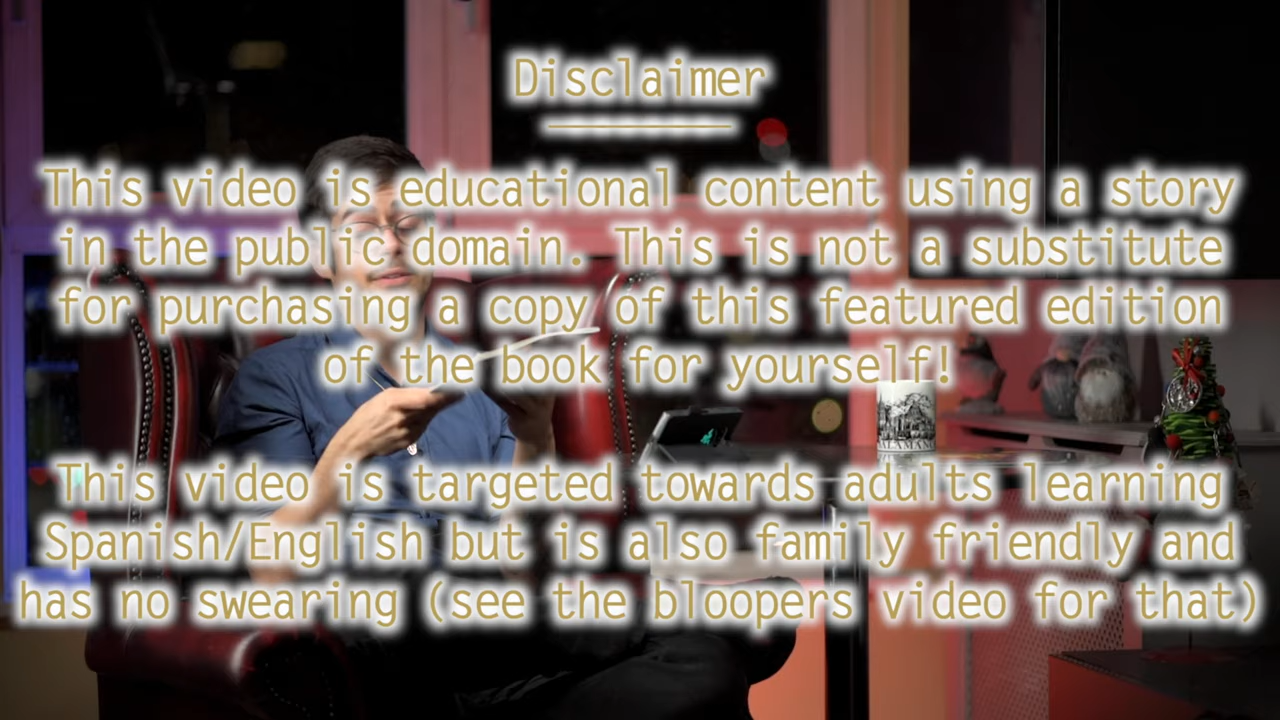 Disclaimer
This video is educational content using a story
in the public domain. This is not a substitute
for purchasing a copy of this featured edition
of the book for yourself!
This video is targeted towards adults learning
Spanish/English but is also family friendly and
has no swearing (see the bloopers video for that)